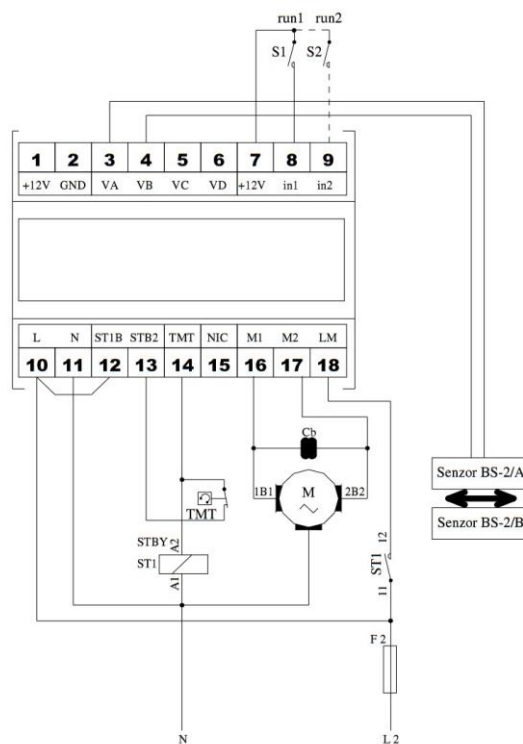 run1 run2
S1 S2
1 2 3 4 5 6 7 8 9
+12V GND VA VB VC VD +12V in1 in2
L N ST1B STB2 TMT NIC M1 M2 LM
10 11 12 13 14 15 16 17 18
Cb
Senzor BS-2/A
1B1 M 2B2
Senzor BS-2/B
TMT
12
STBY A2
ST1
ST1
A1
11
F 2
N L 2